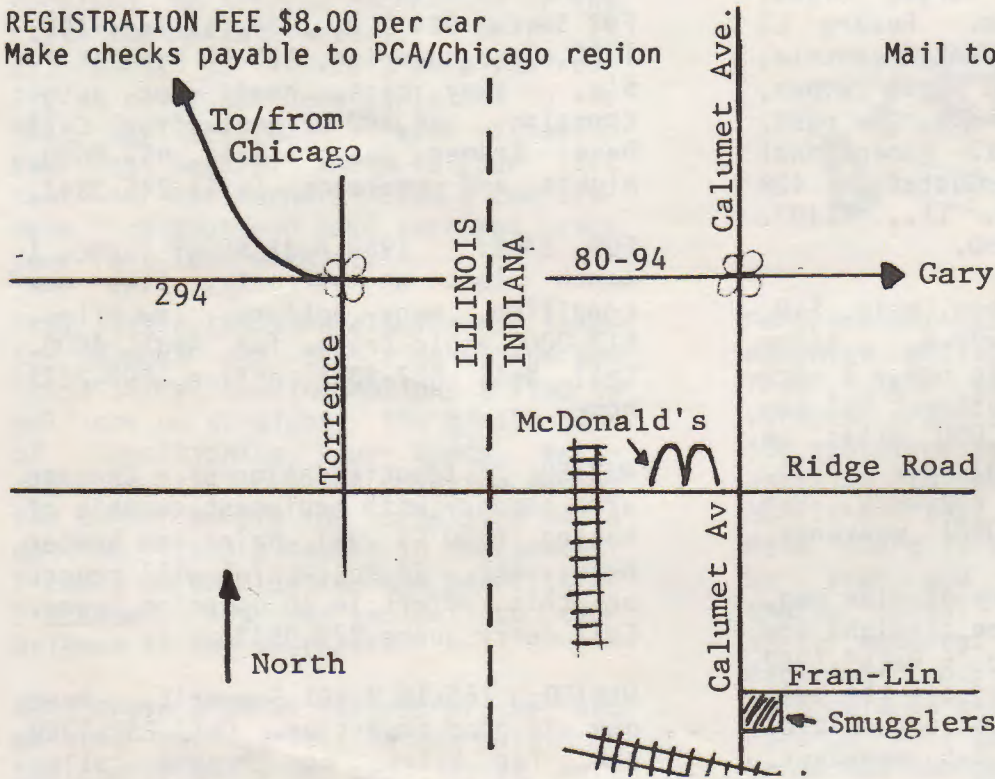 REGISTRATION FEE $8.00 per car
Make checks payable to PCA/Chicago region
Mail to
To/from
Chicago
Calumet Ave.
294
ILLINOIS
INDIANA
80-94
Gary
Torrence
McDonald's
Ridge Road
Calumet Av
North
Fran-Lin
Smugglers